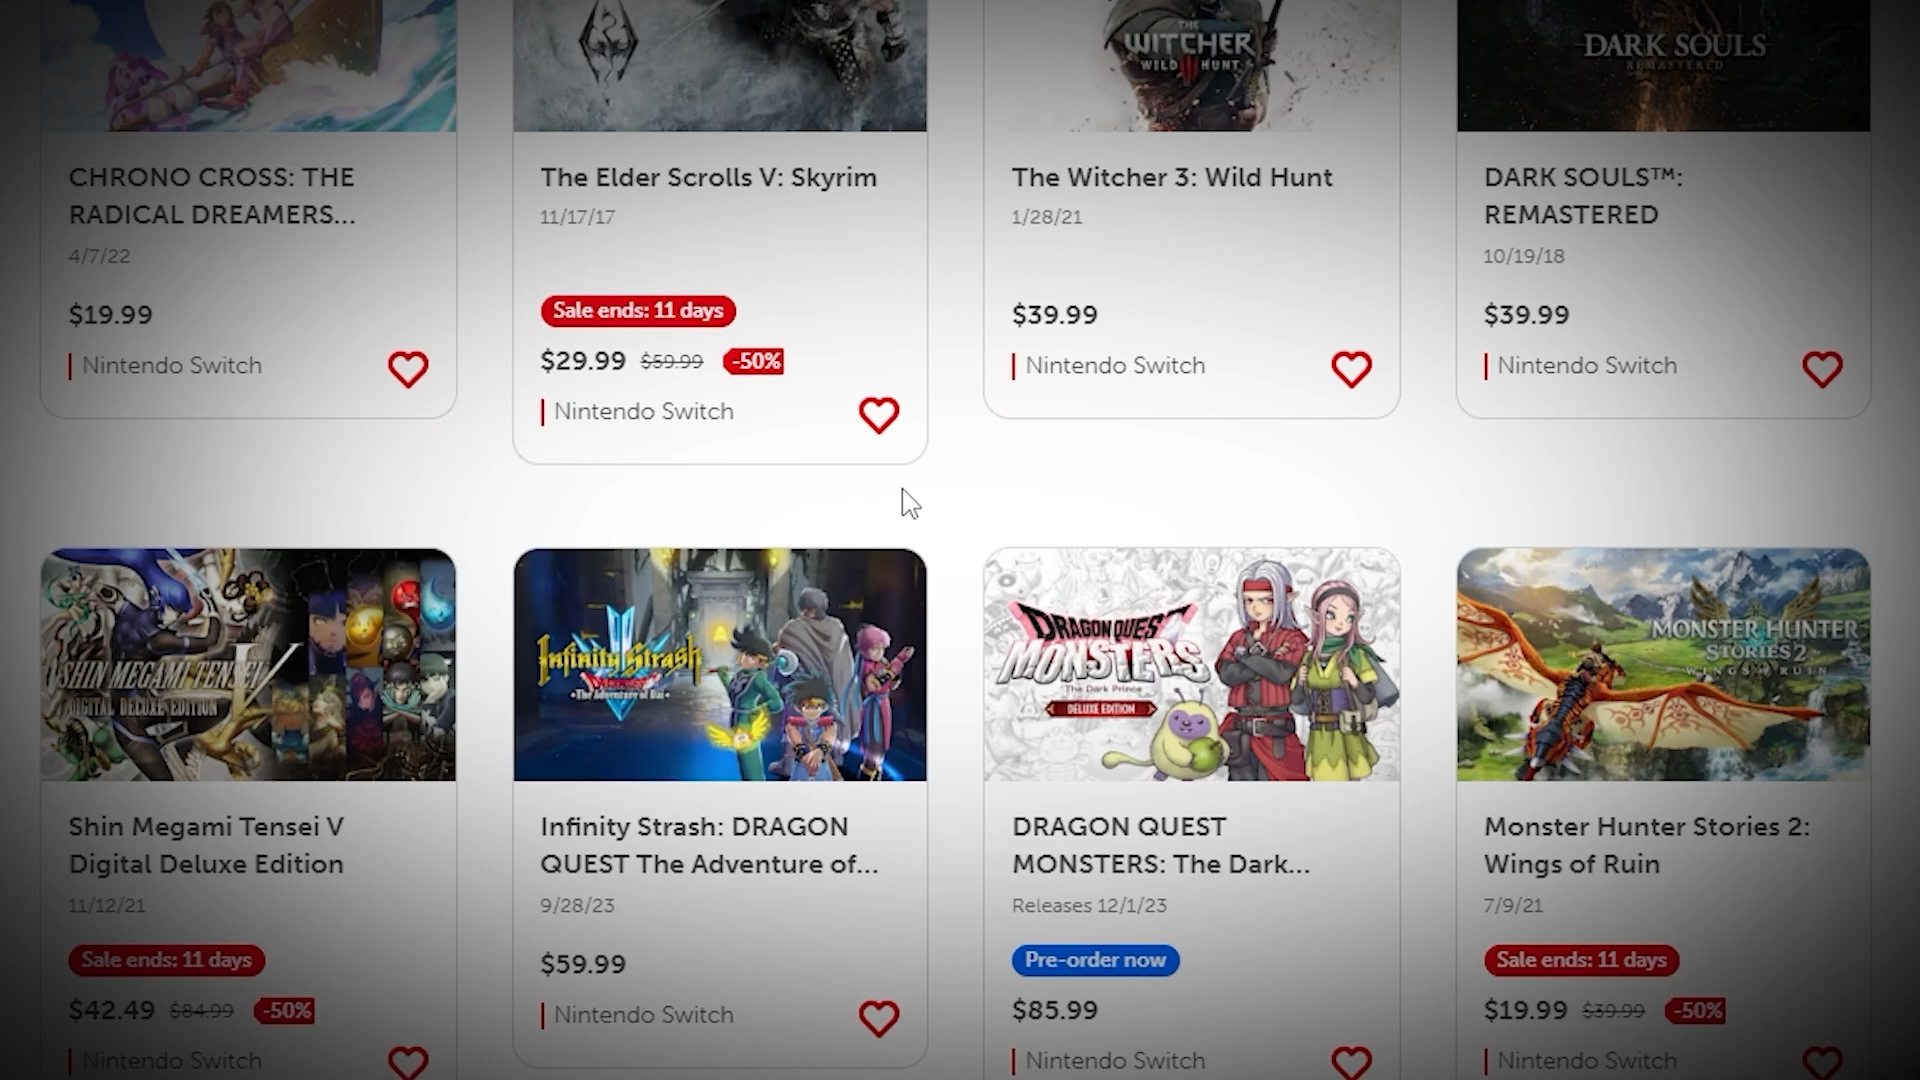 THE
WITCHER
WILD HUNT
DARK SOULS
REMASTERED
CHRONO CROSS: THE
RADICAL DREAMERS...
4/7/22
$19.99
Nintendo Switch
The Elder Scrolls V: Skyrim
11/17/17
Sale ends: 11 days
$29.99 $59.99 -50%
Nintendo Switch
The Witcher 3: Wild Hunt
1/28/21
$39.99
Nintendo Switch
DARK SOULS™:
REMASTERED
10/19/18
$39.99
Nintendo Switch
SHIN MEGAMI TENSEI V
DIGITAL DELUXE EDITION
Shin Megami Tensei V
Digital Deluxe Edition
11/12/21
Sale ends: 11 days
$42.49 $84.99 -50%
Nintendo Switch
Infinity Strash
The Adventure of Dai
Infinity Strash: DRAGON
QUEST The Adventure of...
9/28/23
$59.99
Nintendo Switch
DRAGON QUEST
MONSTERS
The Dark Prince
DELUXE EDITION
DRAGON QUEST
MONSTERS: The Dark...
Releases 12/1/23
Pre-order now
$85.99
Nintendo Switch
MONSTER HUNTER
STORIES 2
WINGS OF RUIN
Monster Hunter Stories 2:
Wings of Ruin
7/9/21
Sale ends: 11 days
$19.99 $39.99 -50%
Nintendo Switch